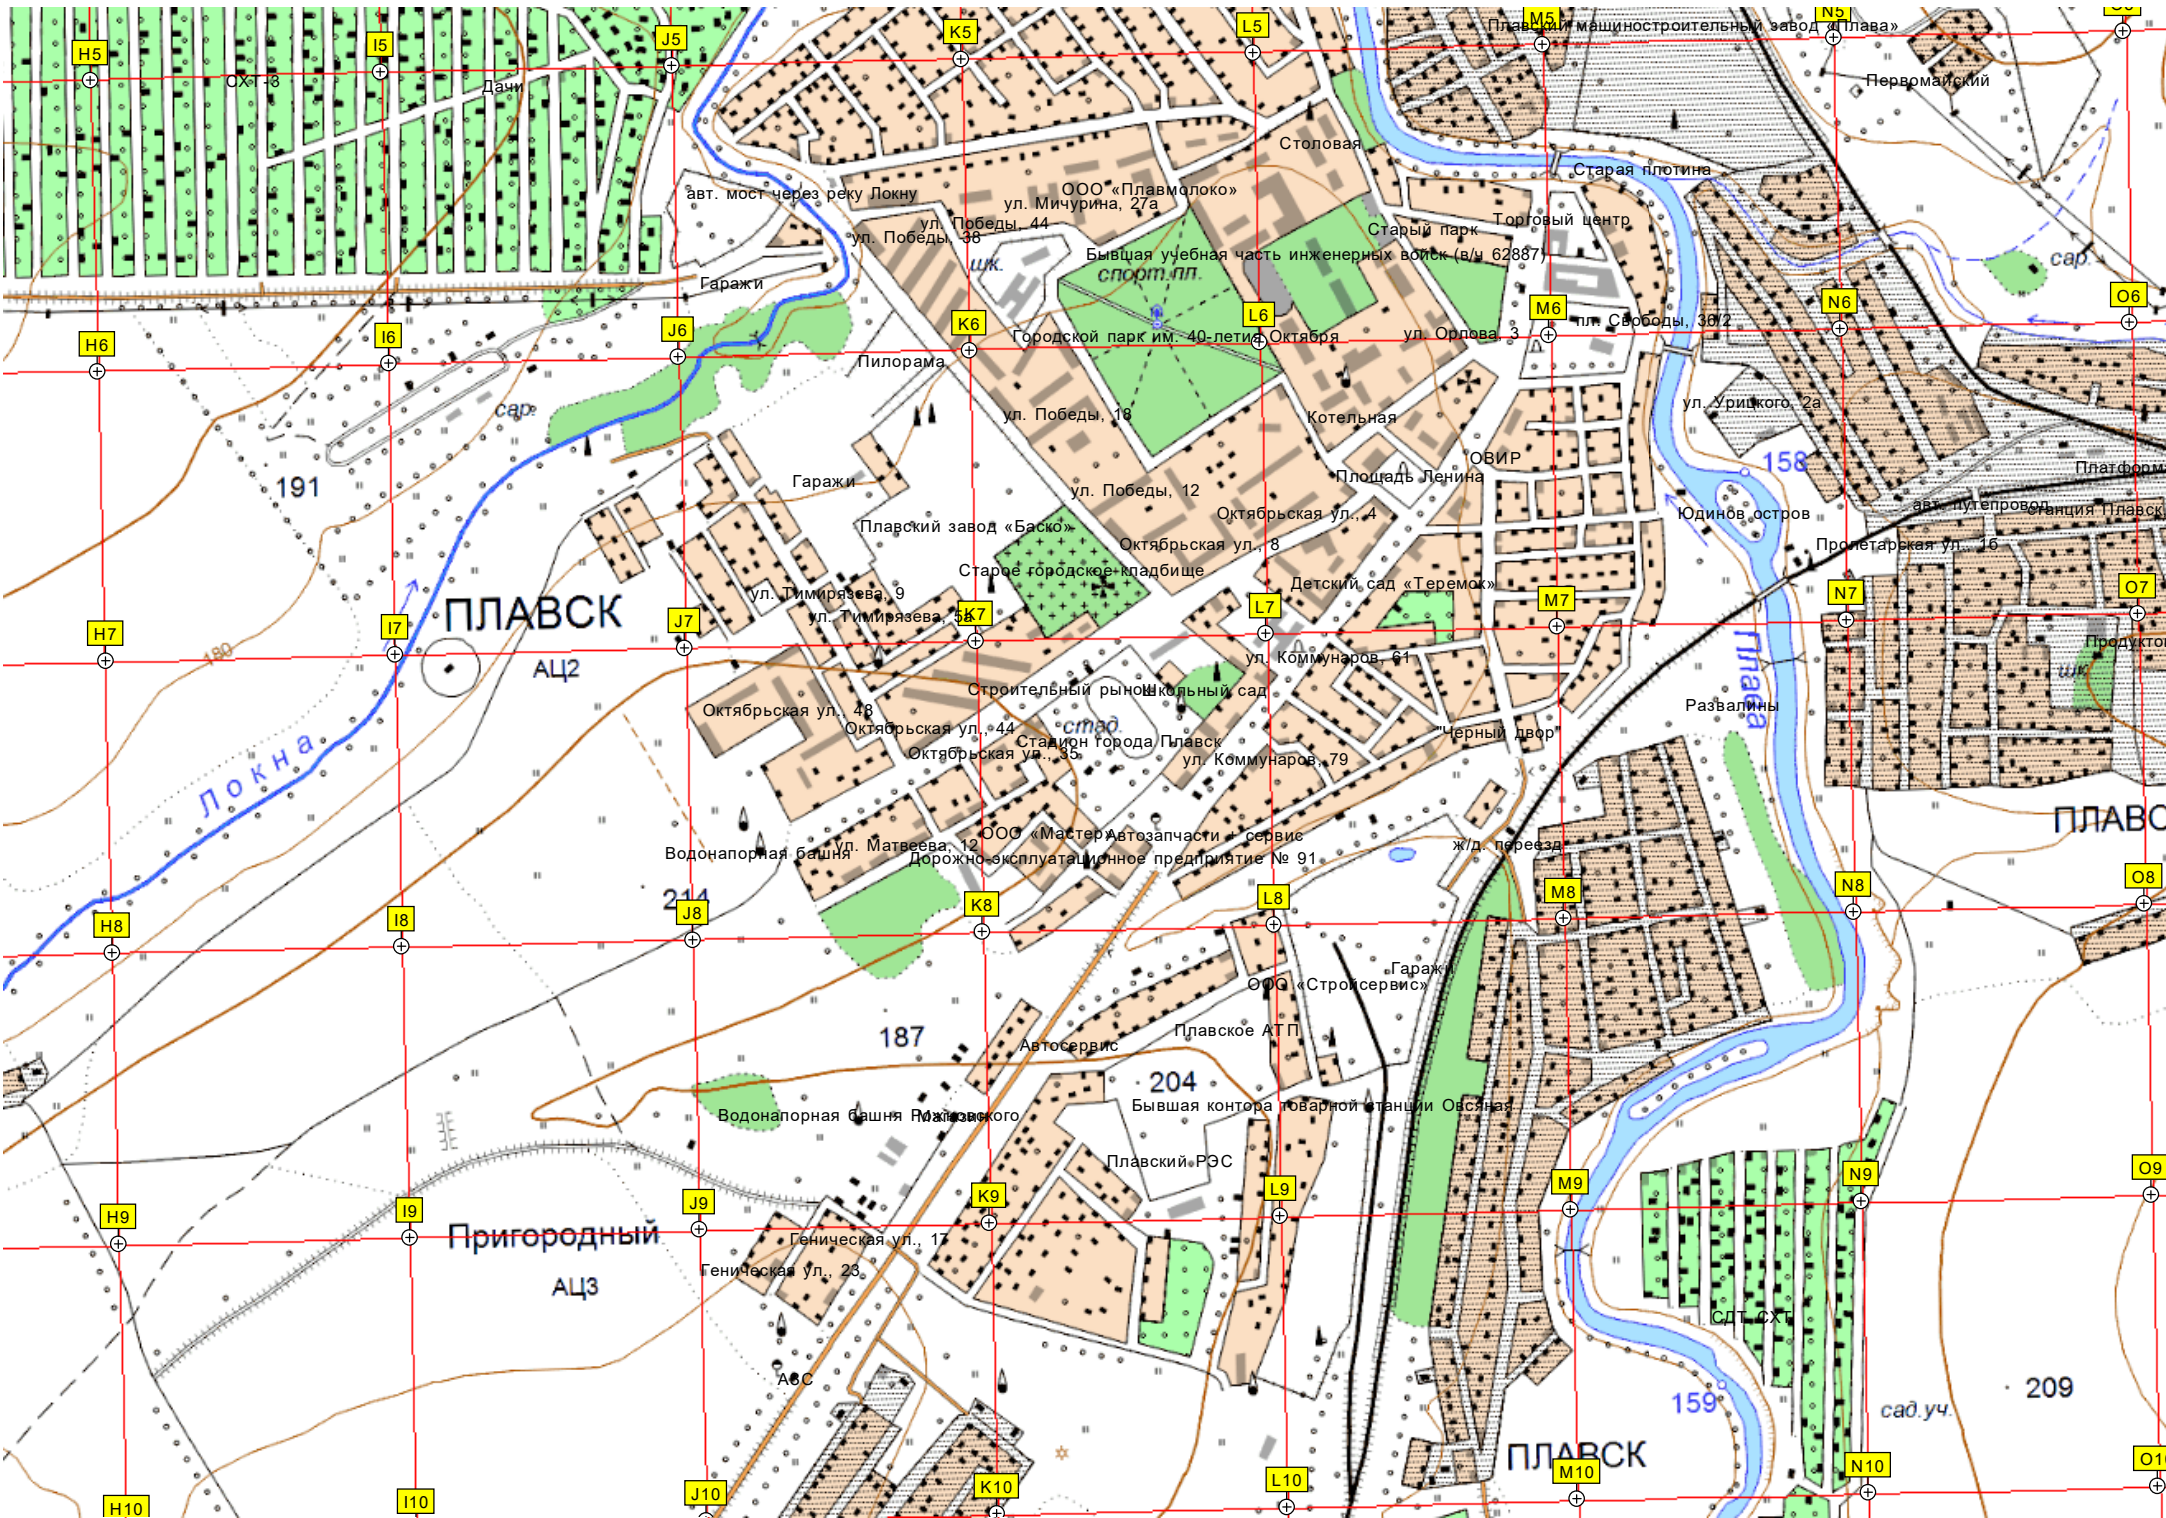 H5
I5
J5
K5
L5
M5
N5
Плавский машиностроительный завод «Плава»
СХТ-3
Дачи
Первомайский
Столовая
Старая плотина
авт. мост через реку Локну
ООО «Плавмолоко»
ул. Мичурина, 27а
ул. Победы, 44
ул. Победы, 38
Торговый центр
Старый парк
Бывшая учебная часть инженерных войск (в/ч 62887)
шк.
спорт.пл.
сар.
Гаражи
H6
I6
J6
K6
L6
M6
N6
O6
Городской парк им. 40-летия Октября
ул. Орлова, 3
пл. Свободы, 36/2
Пилорама
сар.
ул. Победы, 18
Котельная
ул. Урицкого, 2а
191
Гаражи
ул. Победы, 12
Площадь Ленина
ОВИР
158
Платформ
Плавский завод «Баско»
Октябрьская ул., 4
Юдинов остров
авт. путепровод
станция Плавск
Октябрьская ул., 8
Пролетарская ул., 1б
Старое городское кладбище
Детский сад «Теремок»
ул. Тимирязева, 9
ул. Тимирязева, 5а
ПЛАВСК
АЦ2
H7
I7
J7
K7
L7
M7
N7
O7
180
ул. Коммунаров, 61
Продукто
шк.
Плава
Строительный рынок
Школьный сад
Развалины
Октябрьская ул., 48
Октябрьская ул., 44
стад.
Стадион города Плавск
Октябрьская ул., 35
"Черный двор"
ул. Коммунаров, 79
Локна
ООО «Мастер»
Автозапчасти + сервис
ул. Матвеева, 12
Водонапорная башня
Дорожно-эксплуатационное предприятие № 91
ж/д. переезд
ПЛАВС
214
H8
I8
J8
K8
L8
M8
N8
O8
Гаражи
ООО «Стройсервис»
187
Плавское АТП
Автосервис
204
Водонапорная башня Рожновского
Магазин
Бывшая контора товарной станции Овсяная
Плавский РЭС
H9
I9
J9
K9
L9
M9
N9
O9
Пригородный
АЦ3
Геническая ул., 17
Геническая ул., 23
СДТ СХТ
АЗС
159
209
сад.уч.
ПЛАВСК
H10
I10
J10
K10
L10
M10
N10